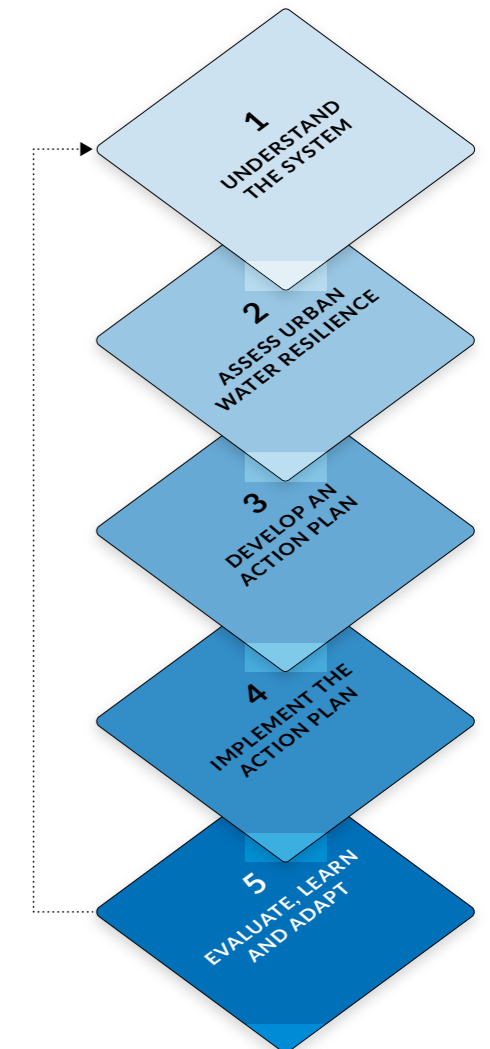 1
UNDERSTAND
THE SYSTEM
2
ASSESS URBAN
WATER RESILIENCE
3
DEVELOP AN
ACTION PLAN
4
IMPLEMENT THE
ACTION PLAN
5
EVALUATE, LEARN
AND ADAPT